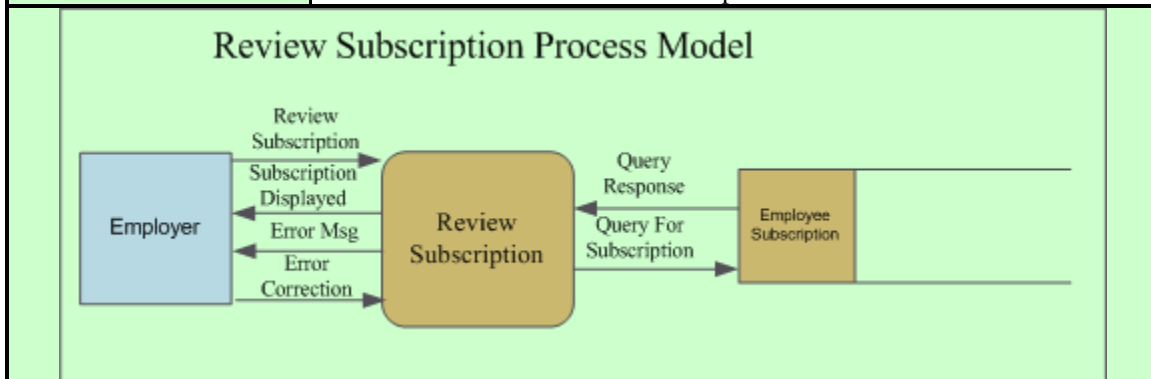 Review Subscription Process Model
Review
Subscription
Subscription
Displayed
Error Msg
Error
Correction
Employer
Review
Subscription
Query
Response
Query For
Subscription
Employee
Subscription